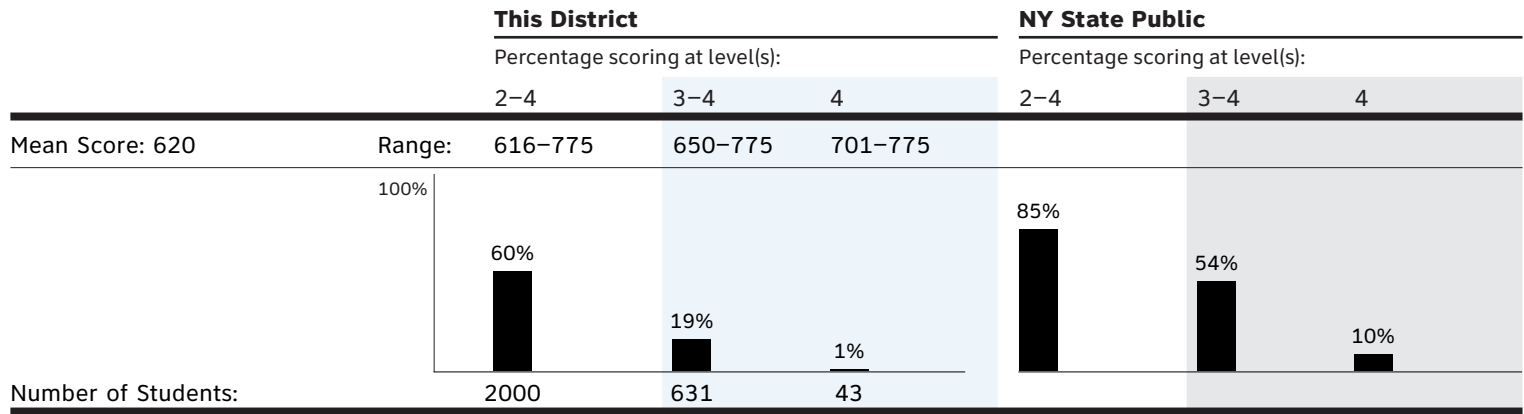 This District NY State Public
Percentage scoring at level(s): Percentage scoring at level(s):
2–4 3–4 4 2–4 3–4 4
Mean Score: 620 Range: 616–775 650–775 701–775
100%
60% 19% 1% 85% 54% 10%
Number of Students: 2000 631 43